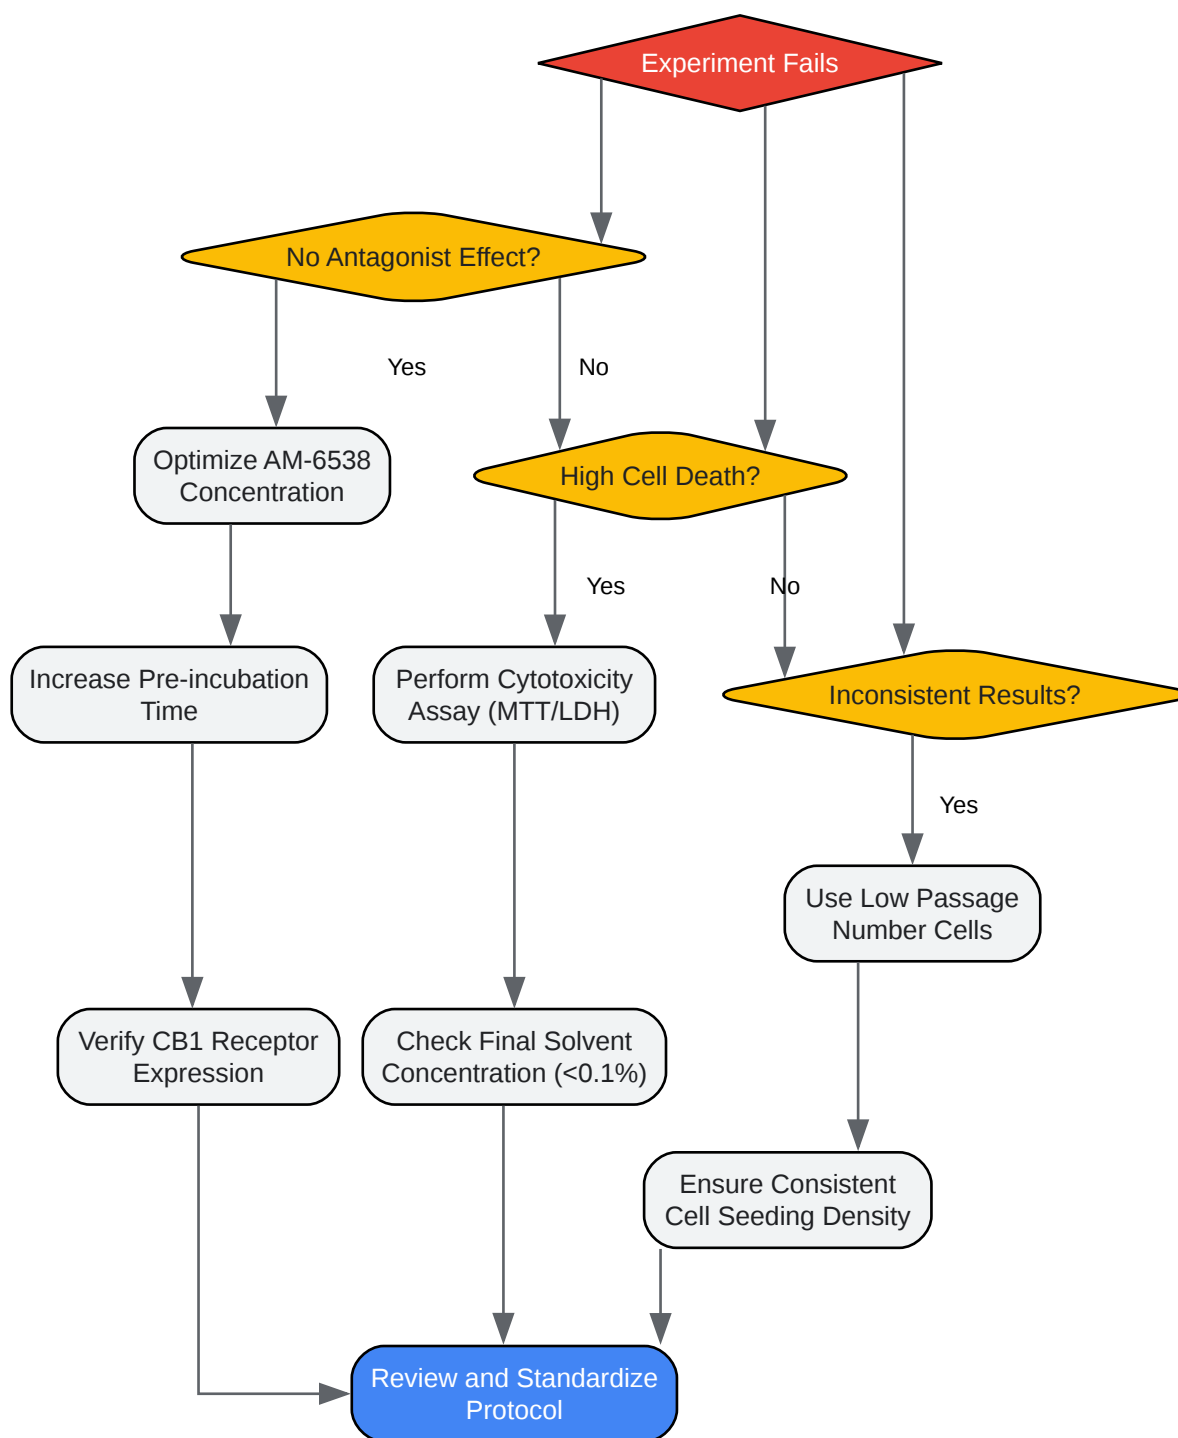 Experiment Fails
No Antagonist Effect?
Yes
No
Optimize AM-6538
Concentration
High Cell Death?
Yes
No
Increase Pre-incubation
Time
Perform Cytotoxicity
Assay (MTT/LDH)
Inconsistent Results?
Yes
Use Low Passage
Number Cells
Verify CB1 Receptor
Expression
Check Final Solvent
Concentration (<0.1%)
Ensure Consistent
Cell Seeding Density
Review and Standardize
Protocol